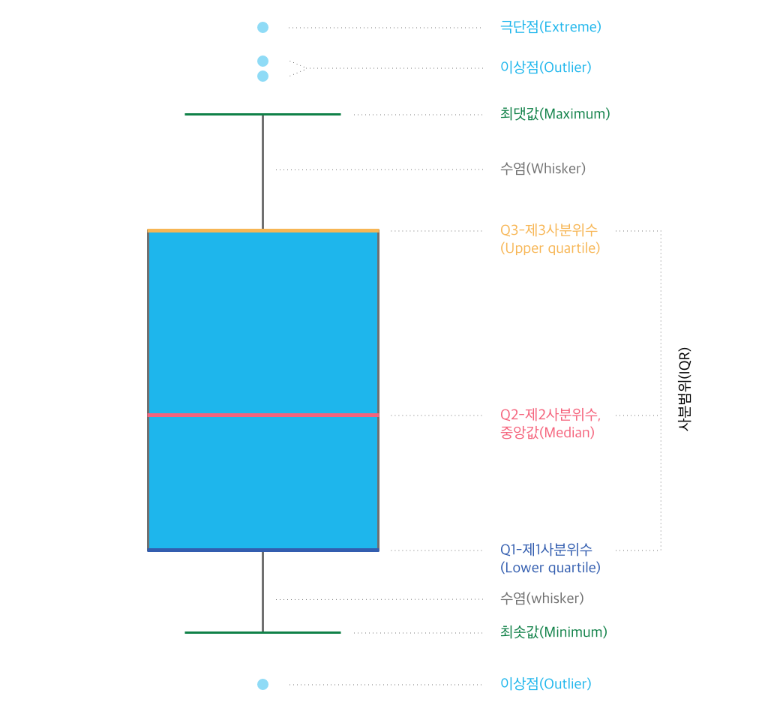 극단점(Extreme)
이상점(Outlier)
최댓값(Maximum)
수염(Whisker)
Q3-제3사분위수
(Upper quartile)
사분범위(IQR)
Q2-제2사분위수,
중앙값(Median)
Q1-제1사분위수
(Lower quartile)
수염(whisker)
최솟값(Minimum)
이상점(Outlier)